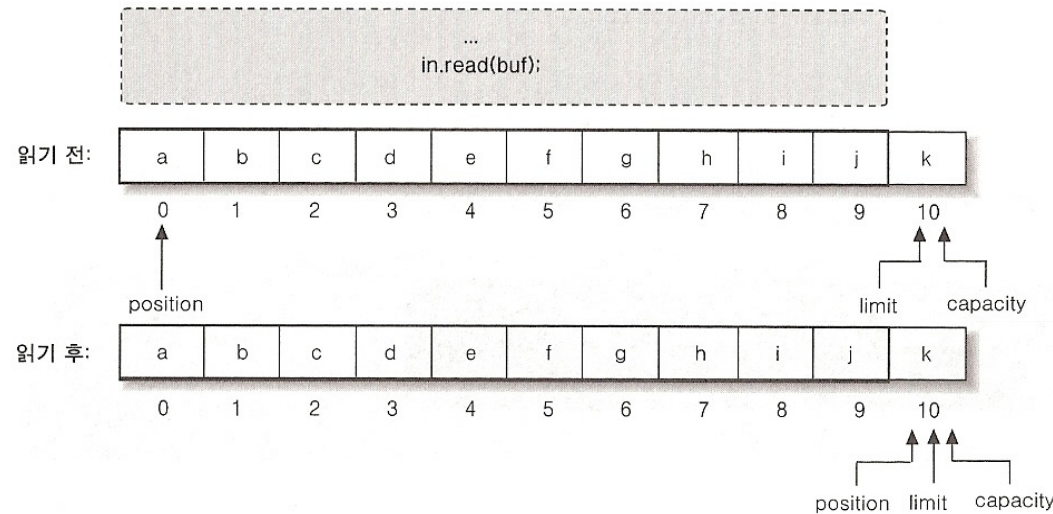 ...
in.read(buf);
읽기 전: a b c d e f g h i j k
0 1 2 3 4 5 6 7 8 9 10
position limit capacity
읽기 후: a b c d e f g h i j k
0 1 2 3 4 5 6 7 8 9 10
position limit capacity